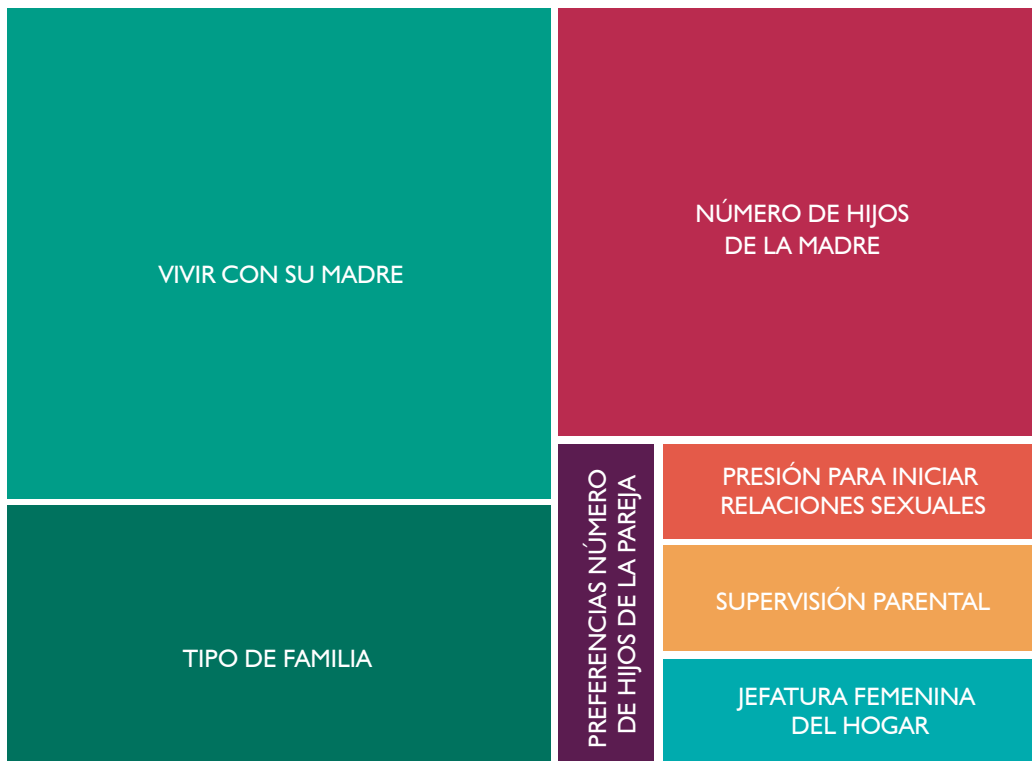 VIVIR CON SU MADRE
TIPO DE FAMILIA
NÚMERO DE HIJOS
DE LA MADRE
PREFERENCIAS NÚMERO
DE HIJOS DE LA PAREJA
PRESIÓN PARA INICIAR
RELACIONES SEXUALES
SUPERVISIÓN PARENTAL
JEFATURA FEMENINA
DEL HOGAR